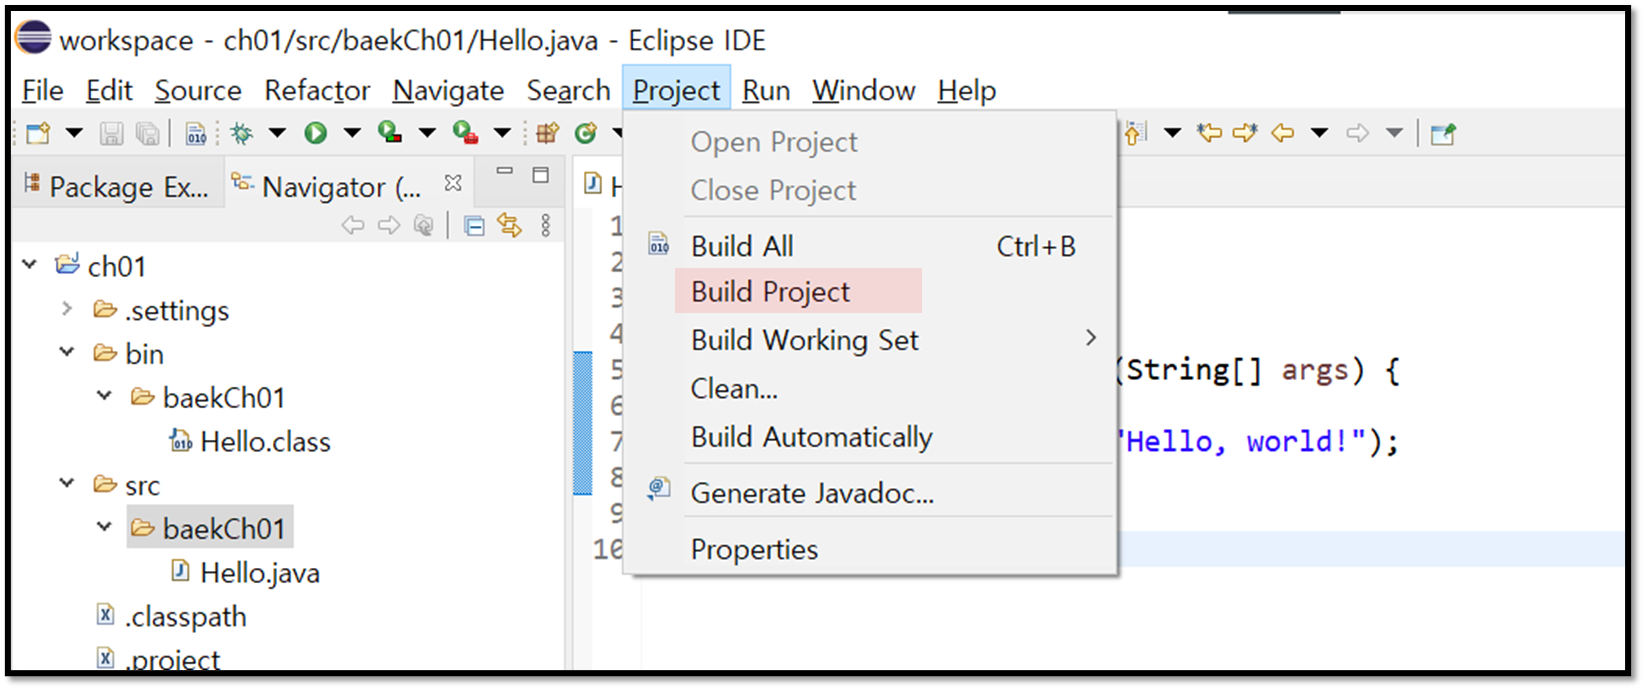 workspace - ch01/src/baekCh01/Hello.java - Eclipse IDE
File Edit Source Refactor Navigate Search Project Run Window Help
Package Ex... Navigator (...
ch01
.settings
bin
baekCh01
Hello.class
src
baekCh01
Hello.java
.classpath
.project
Open Project
Close Project
Build All Ctrl+B
Build Project
Build Working Set
Clean...
Build Automatically
Generate Javadoc...
Properties
H
1
2
3
4
5 (String[] args) {
6
7 "Hello, world!");
8
9
10